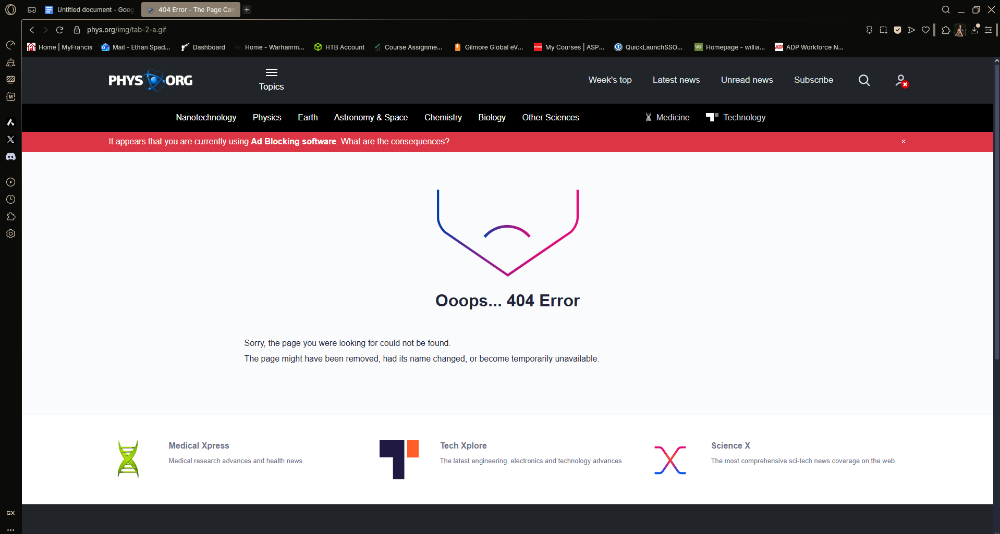 Untitled document - Goog
404 Error - The Page Can
phys.org/img/tab-2-a.gif
Home | MyFrancis
Mail - Ethan Spad...
Dashboard
Home - Warhamm...
HTB Account
Course Assignme...
Gilmore Global eV...
My Courses | ASP...
QuickLaunchSSO...
Homepage - willia...
ADP Workforce N...
PHYS ORG
Topics
Week's top
Latest news
Unread news
Subscribe
Nanotechnology
Physics
Earth
Astronomy & Space
Chemistry
Biology
Other Sciences
Medicine
Technology
It appears that you are currently using Ad Blocking software. What are the consequences?
Ooops... 404 Error
Sorry, the page you were looking for could not be found.
The page might have been removed, had its name changed, or become temporarily unavailable.
Medical Xpress
Medical research advances and health news
Tech Xplore
The latest engineering, electronics and technology advances
Science X
The most comprehensive sci-tech news coverage on the web
GX